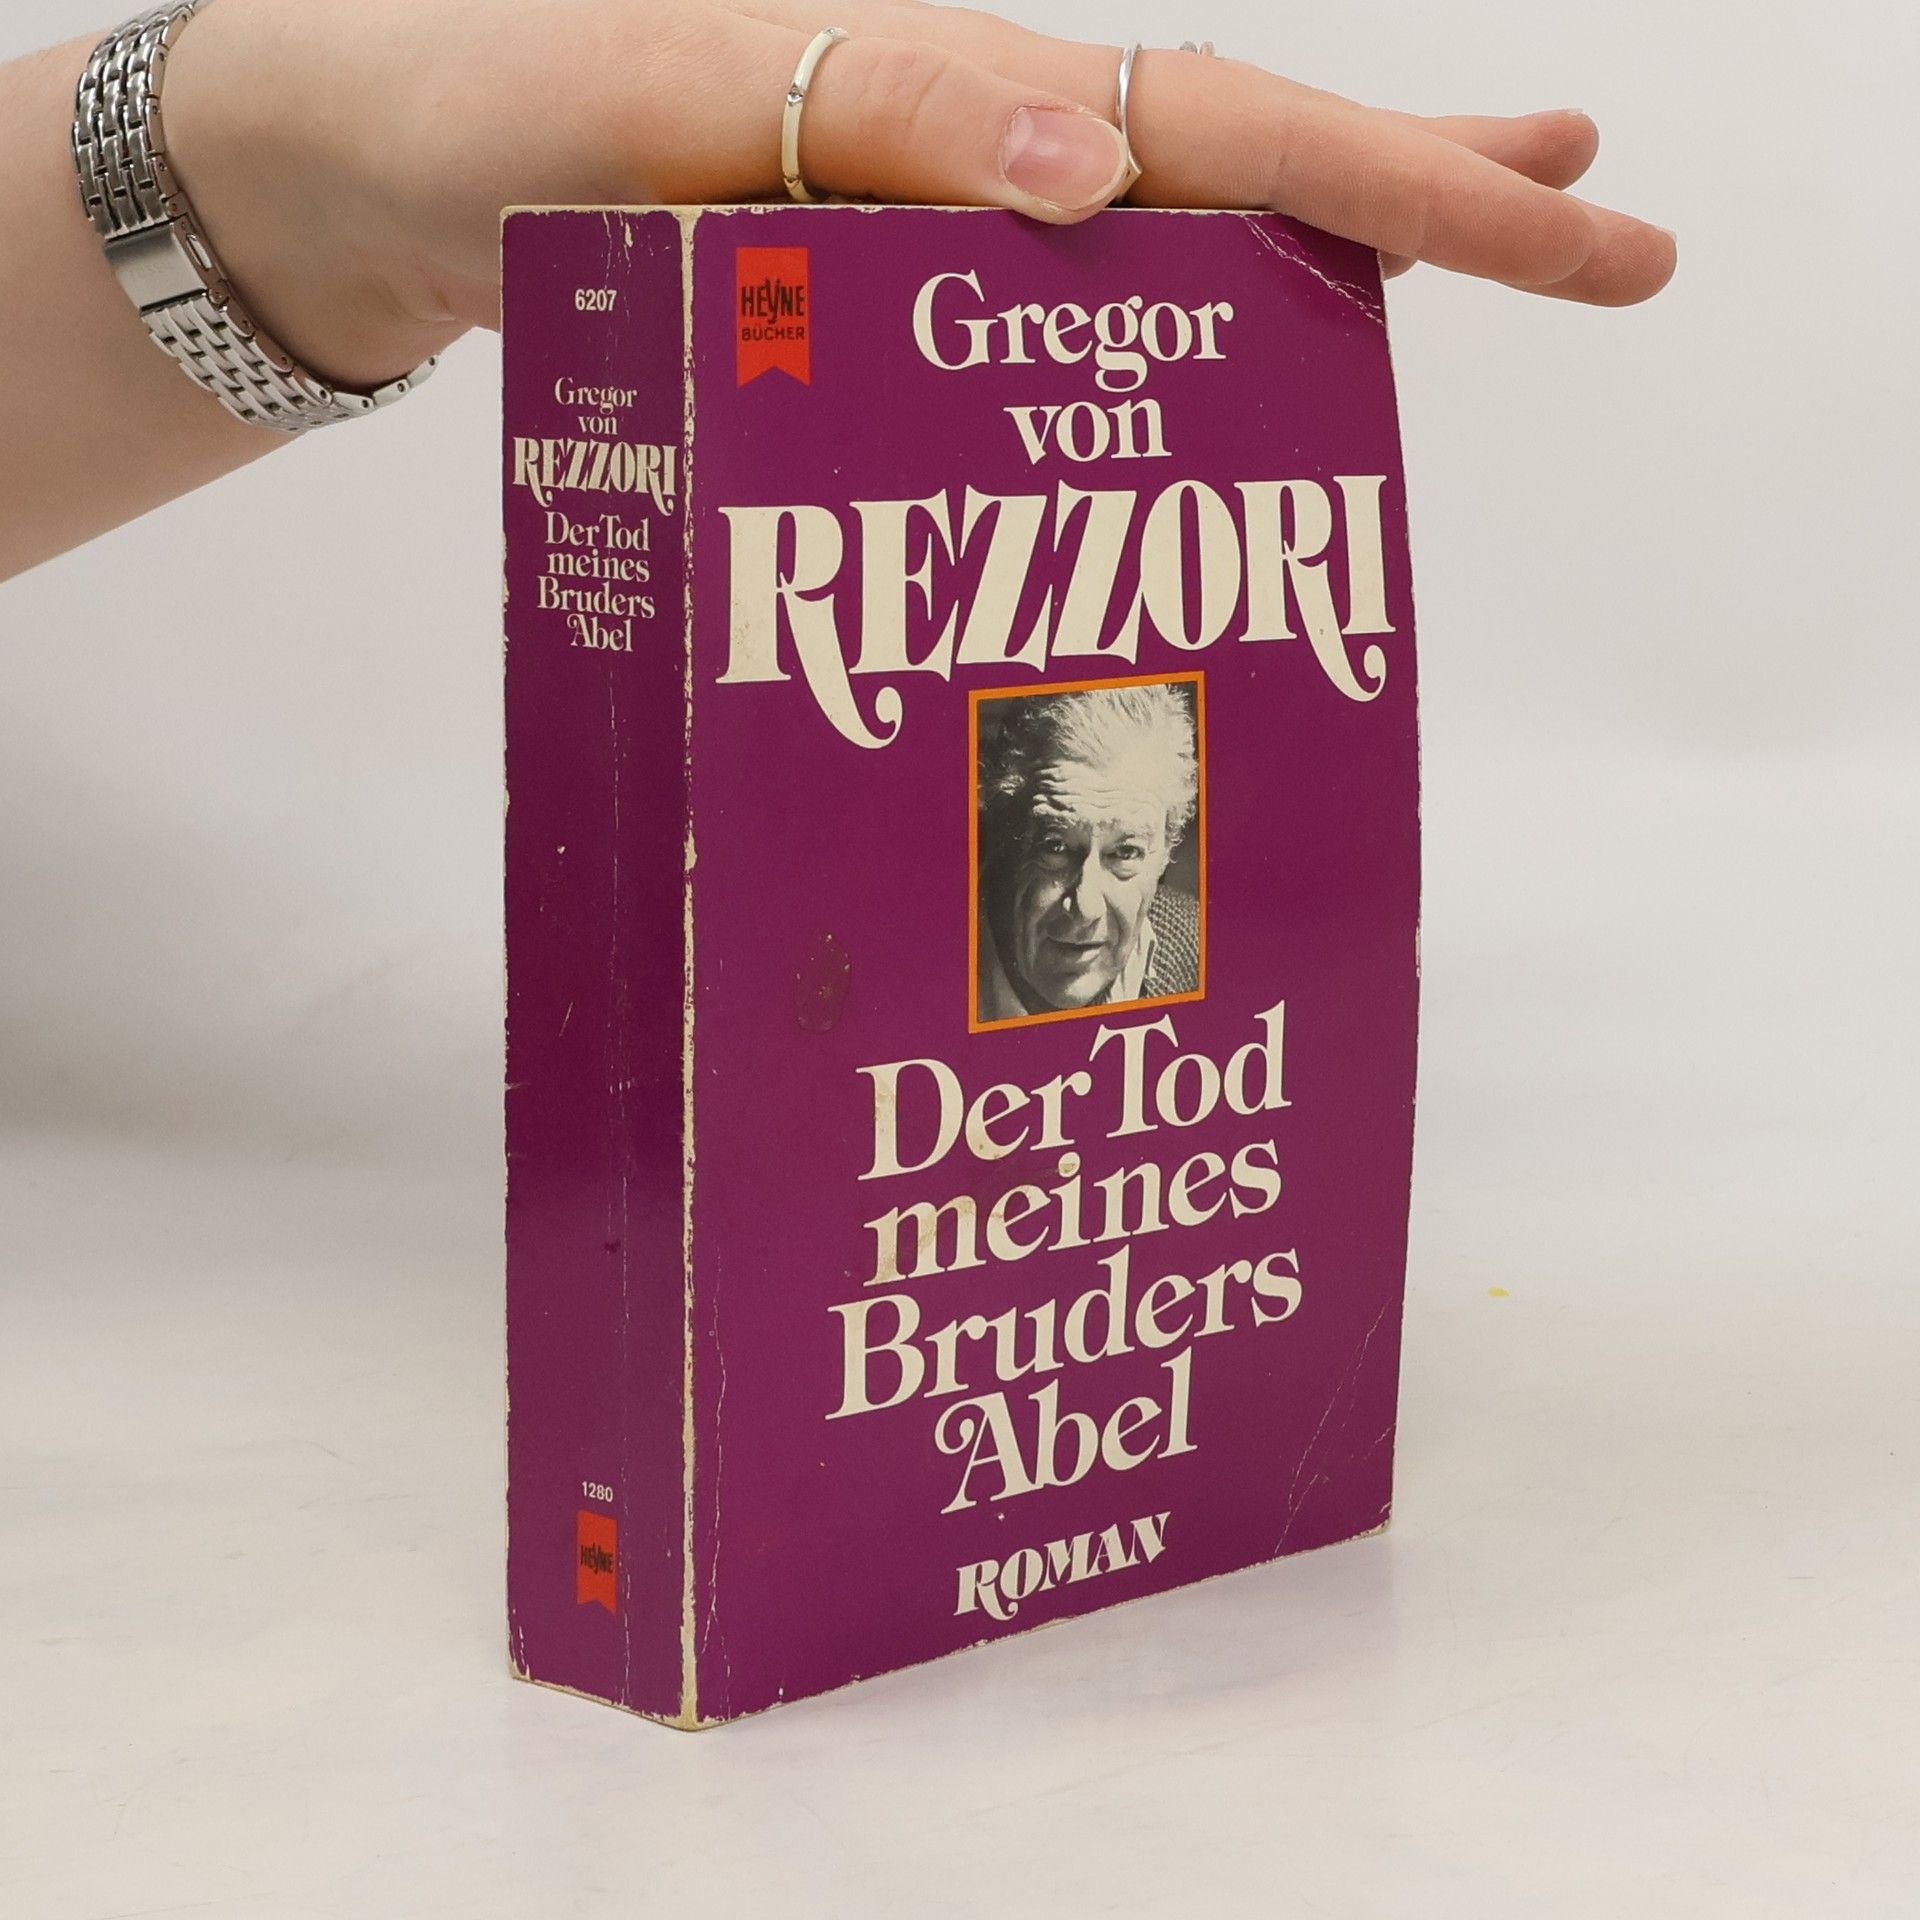 6207
Gregor
von
REZZORI
Der Tod
meines
Bruders
Abel
1280
HEYNE
HEYNE
BÜCHER
Gregor
von
REZZORI
Der Tod
meines
Bruders
Abel
ROMAN